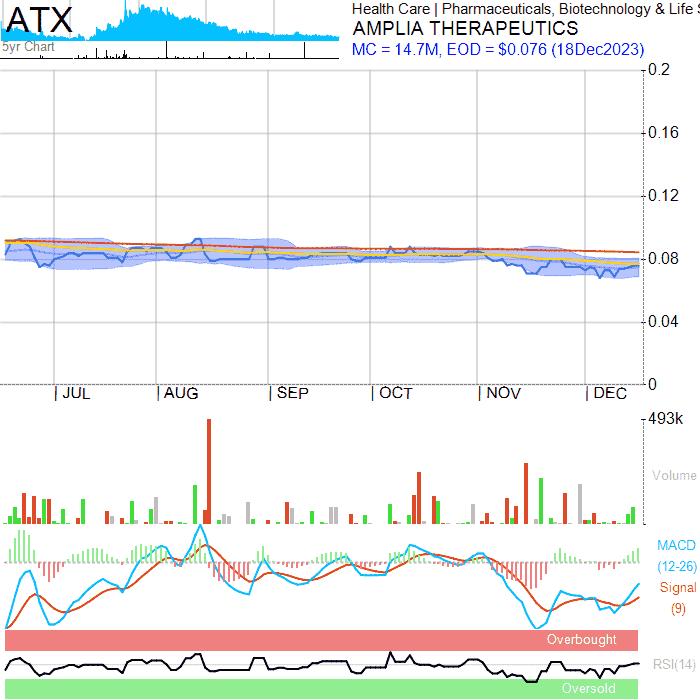 ATX
5yr Chart
Health Care | Pharmaceuticals, Biotechnology & Life S
AMPLIA THERAPEUTICS
MC = 14.7M, EOD = $0.076 (18Dec2023)
0.2
0.16
0.12
0.08
0.04
0
JUL AUG SEP OCT NOV DEC
493k
Volume
MACD
(12-26)
Signal
(9)
Overbought
RSI(14)
Oversold